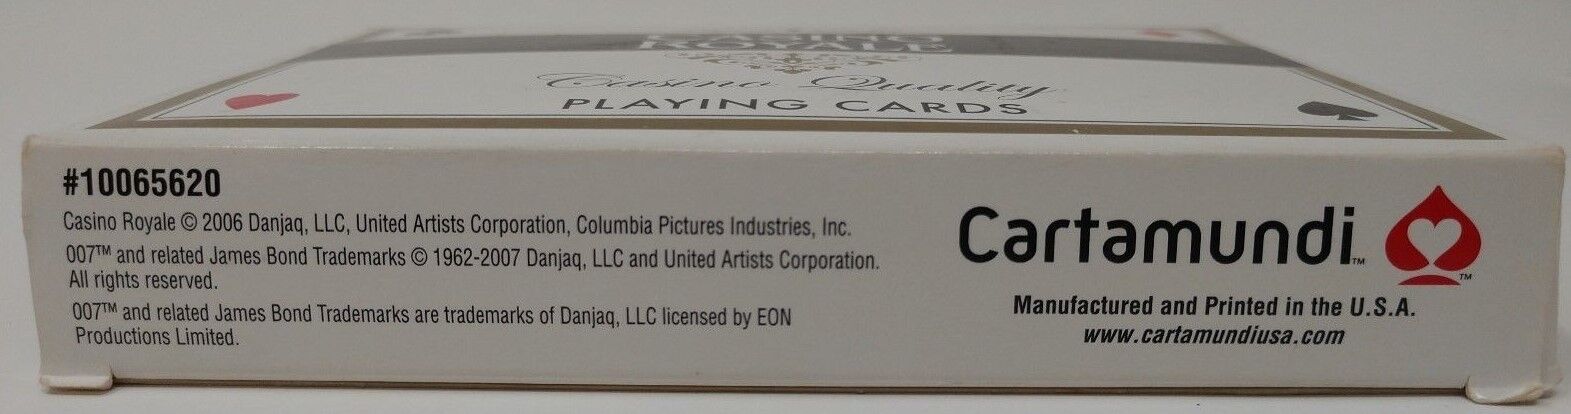 CASINO
ROYALE
Casino Quality
PLAYING CARDS
#10065620
Casino Royale © 2006 Danjaq, LLC, United Artists Corporation, Columbia Pictures Industries, Inc.
007™ and related James Bond Trademarks © 1962-2007 Danjaq, LLC and United Artists Corporation.
All rights reserved.
007™ and related James Bond Trademarks are trademarks of Danjaq, LLC licensed by EON
Productions Limited.
Cartamundi™ ™
Manufactured and Printed in the U.S.A.
www.cartamundiusa.com